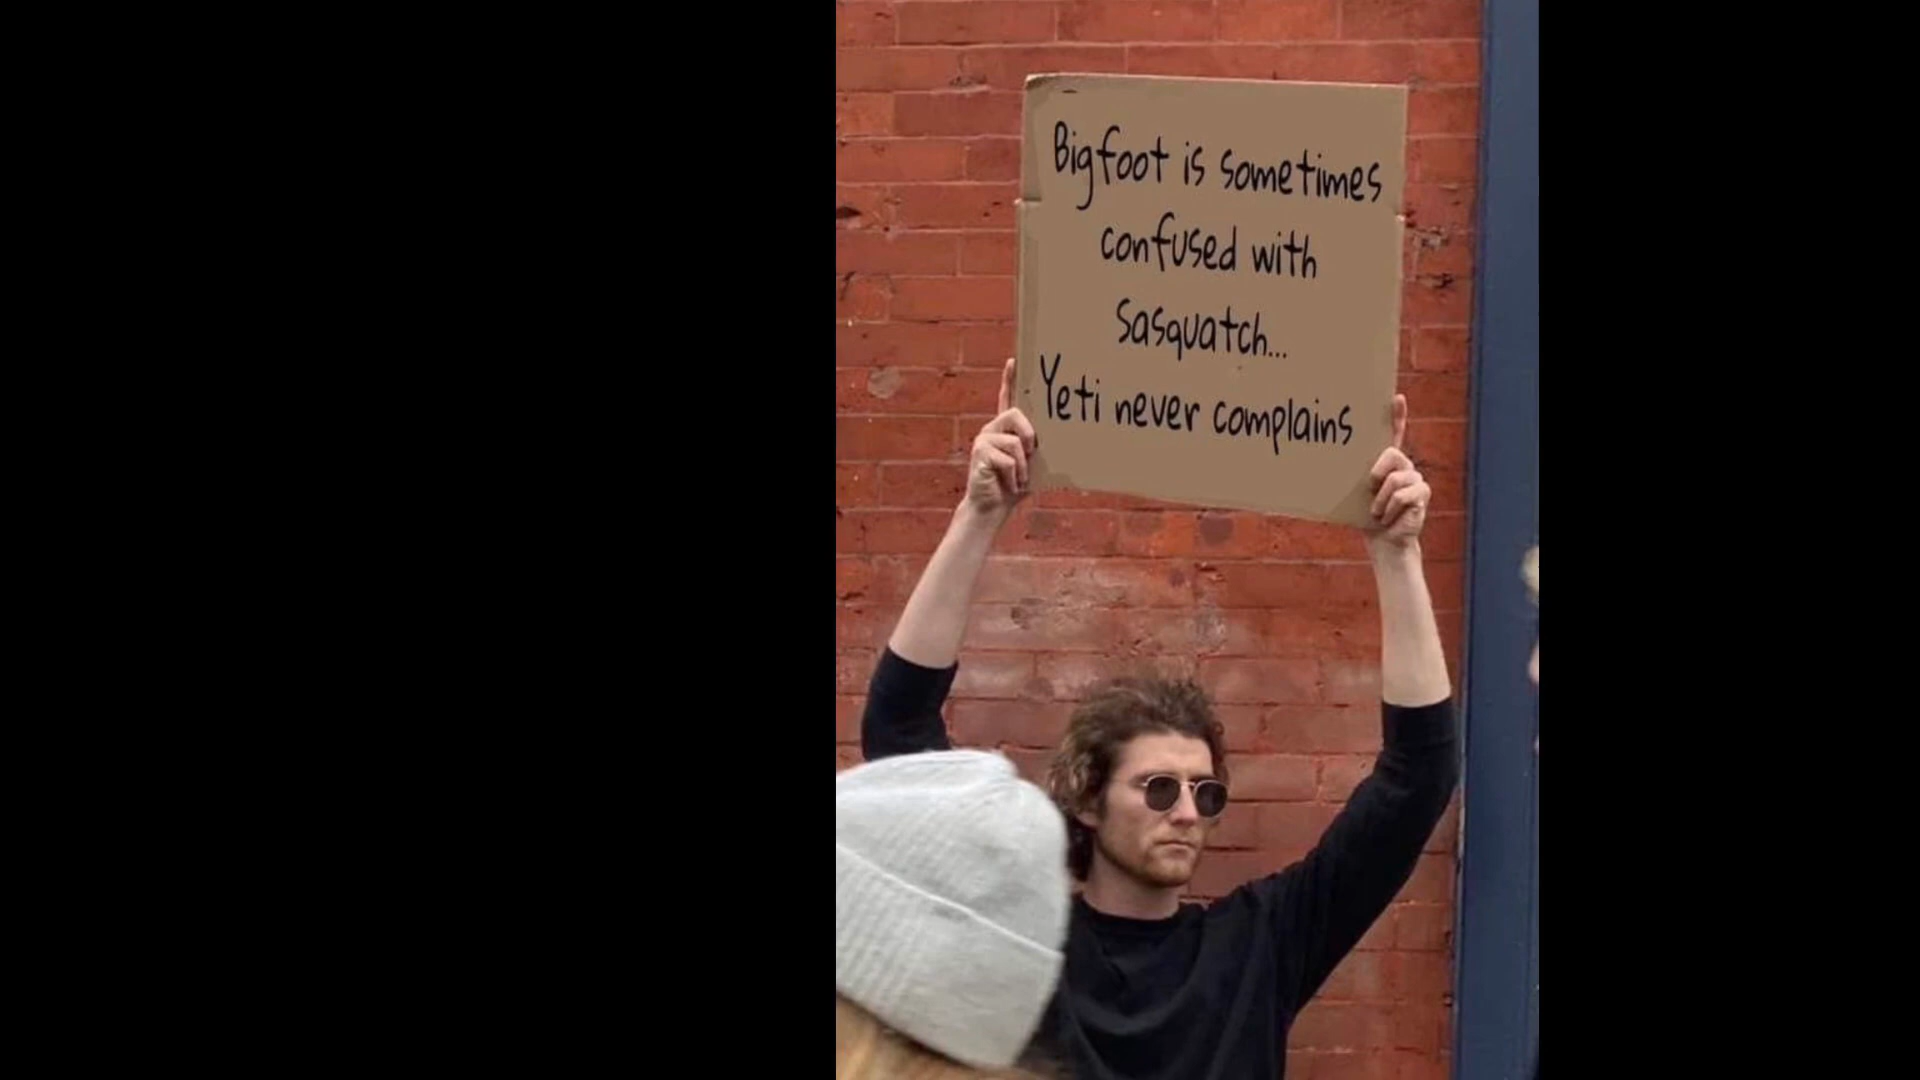 Bigfoot is sometimes
confused with
Sasquatch...
Yeti never complains